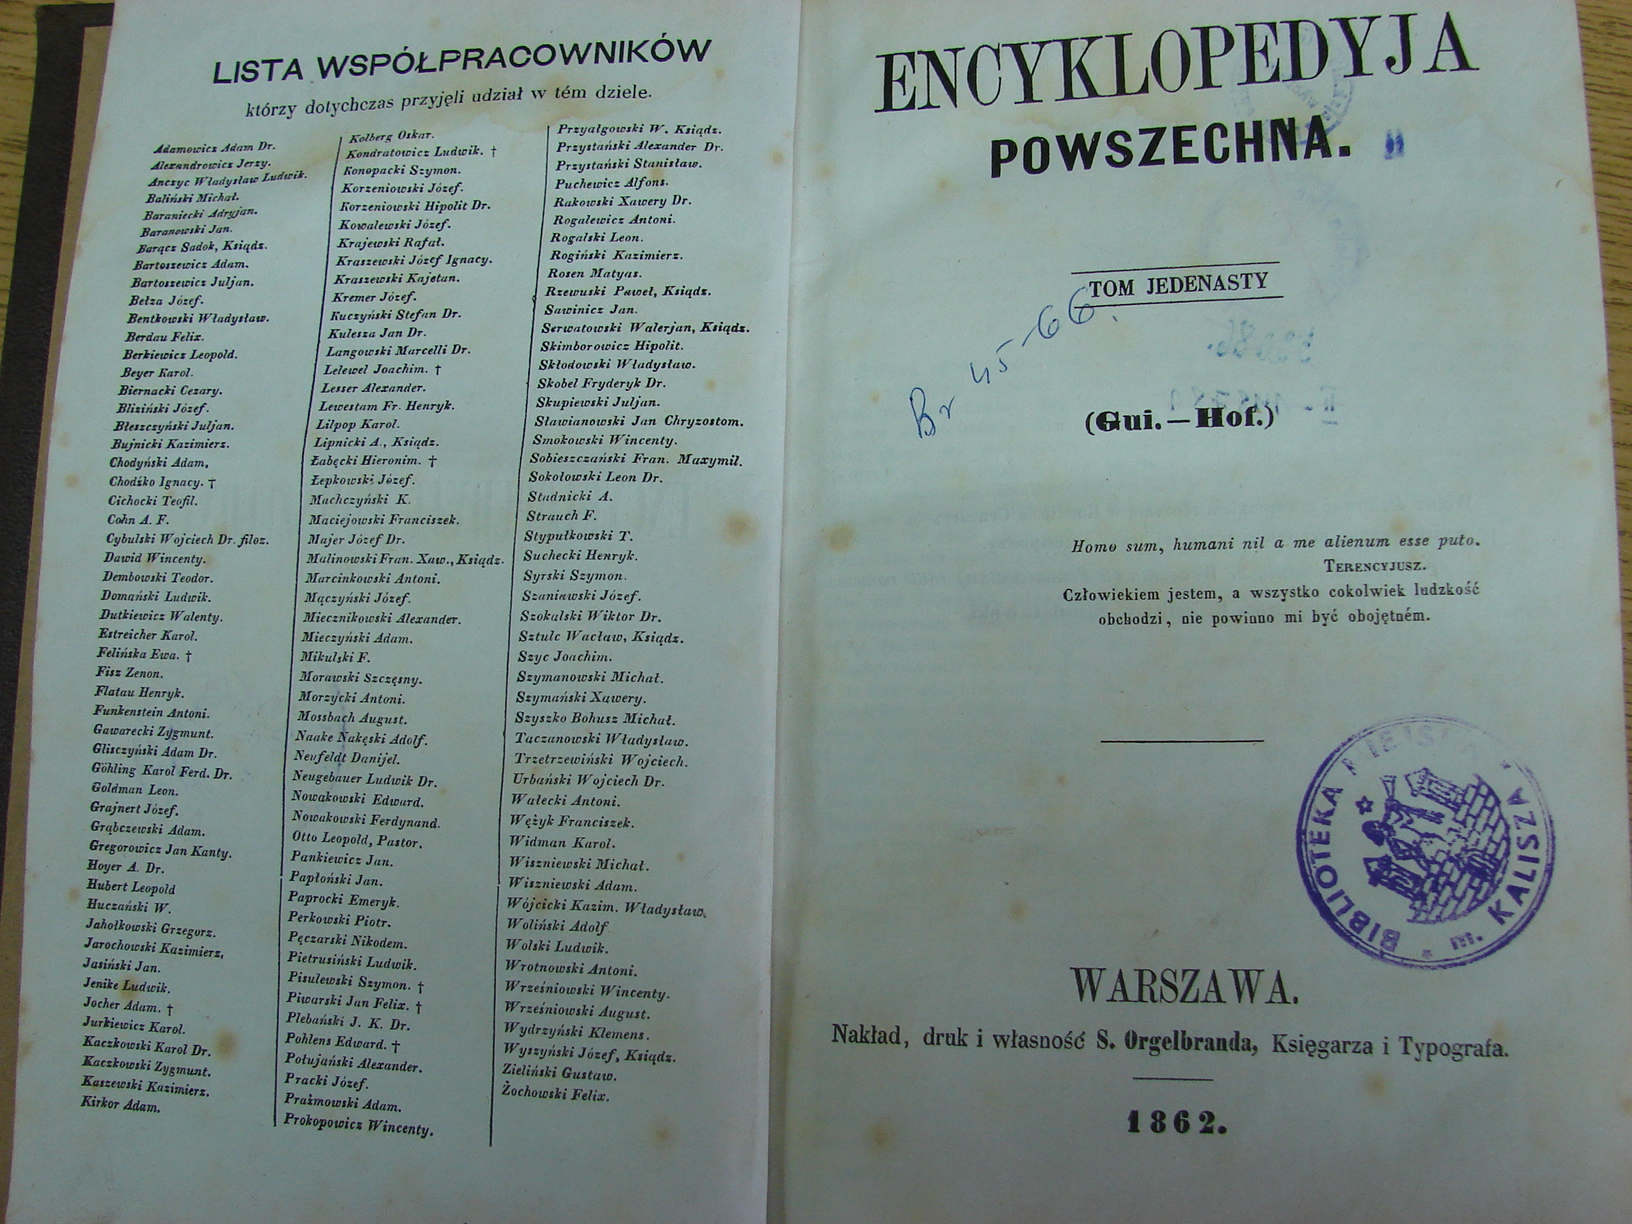 LISTA WSPÓŁPRACOWNIKÓW
którzy dotychczas przyjęli udział w tém dziele.
Adamowicz Adam Dr.
Alexandrowicz Jerzy.
Anczyc Władysław Ludwik.
Baliński Michał.
Baraniecki Adryjan.
Baranowski Jan.
Barącz Sadok, Ksiądz.
Bartoszewicz Adam.
Bartoszewicz Juljan.
Bełza Józef.
Bentkowski Władysław.
Berdau Felix.
Berkiewicz Leopold.
Beyer Karol.
Biernacki Cezary.
Bliziński Józef.
Błeszczyński Juljan.
Bujnicki Kazimierz.
Chodyński Adam,
Chodźko Ignacy. †
Cichocki Teofil.
Cohn A. F.
Cybulski Wojciech Dr. filoz.
Dawid Wincenty.
Dembowski Teodor.
Domański Ludwik.
Dutkiewicz Walenty.
Estreicher Karol.
Felińska Ewa. †
Fisz Zenon.
Flatau Henryk.
Funkenstein Antoni.
Gawarecki Zygmunt.
Glisczyński Adam Dr.
Göhling Karol Ferd. Dr.
Goldman Leon.
Grajnert Józef.
Grąbczewski Adam.
Gregorowicz Jan Kanty.
Hoyer A. Dr.
Hubert Leopold
Huczański W.
Jahołkowski Grzegorz.
Jarochowski Kazimierz,
Jasiński Jan.
Jenike Ludwik.
Jocher Adam. †
Jurkiewicz Karol.
Kaczkowski Karol Dr.
Kaczkowski Zygmunt.
Kaszewski Kazimierz.
Kirkor Adam,
Kolberg Oskar.
Kondratowicz Ludwik. †
Konopacki Szymon.
Korzeniowski Józef.
Korzeniowski Hipolit Dr.
Kowalewski Józef.
Krajewski Rafał.
Kraszewski Józef Ignacy.
Kraszewski Kajetan.
Kremer Józef.
Kuczyński Stefan Dr.
Kulesza Jan Dr.
Langowski Marcelli Dr.
Lelewel Joachim. †
Lesser Alexander.
Lewestam Fr. Henryk.
Lilpop Karol.
Lipnicki A., Ksiądz.
Łabęcki Hieronim. †
Łepkowski Józef.
Machczyński K.
Maciejowski Franciszek.
Majer Józef Dr.
Malinowski Fran. Xaw., Ksiądz.
Marcinkowski Antoni.
Mączyński Józef.
Miecznikowski Alexander.
Mieczyński Adam.
Mikulski F.
Morawski Szczęsny.
Morzycki Antoni.
Mossbach August.
Naake Nakęski Adolf.
Neufeldt Danijel.
Neugebauer Ludwik Dr.
Nowakowski Edward.
Nowakowski Ferdynand.
Otto Leopold, Pastor.
Pankiewicz Jan.
Papłoński Jan.
Paprocki Emeryk.
Perkowski Piotr.
Pęczarski Nikodem.
Pietrusiński Ludwik.
Pisulewski Szymon. †
Piwarski Jan Felix. †
Plebański J. K. Dr.
Pohlens Edward. †
Połujański Alexander.
Pracki Józef.
Prażmowski Adam.
Prokopowicz Wincenty.
Przyałgowski W. Ksiądz.
Przystański Alexander Dr.
Przystański Stanisław.
Puchewicz Alfons.
Rakowski Xawery Dr.
Rogalewicz Antoni.
Rogalski Leon.
Rogiński Kazimierz.
Rosen Matyas.
Rzewuski Paweł, Ksiądz.
Sawinicz Jan.
Serwatowski Walerjan, Ksiądz.
Skimborowicz Hipolit.
Skłodowski Władysław.
Skobel Fryderyk Dr.
Skupiewski Juljan.
Sławianowski Jan Chryzostom.
Smokowski Wincenty.
Sobieszczański Fran. Maxymil.
Sokołowski Leon Dr.
Stadnicki A.
Strauch F.
Stypułkowski T.
Suchecki Henryk.
Syrski Szymon.
Szaniawski Józef.
Szokalski Wiktor Dr.
Sztulc Wacław, Ksiądz.
Szyc Joachim.
Szymanowski Michał.
Szymański Xawery.
Szyszko Bohusz Michał.
Taczanowski Władysław.
Trzetrzewiński Wojciech.
Urbański Wojciech Dr.
Wałecki Antoni.
Wężyk Franciszek.
Widman Karol.
Wiszniewski Michał.
Wiszniewski Adam.
Wójcicki Kazim. Władysław.
Woliński Adolf
Wolski Ludwik.
Wrotnowski Antoni.
Wrześniowski Wincenty.
Wrześniowski August.
Wydrzyński Klemens.
Wyszyński Józef, Ksiądz.
Zieliński Gustaw.
Żochowski Felix.
ENCYKLOPEDYJA
POWSZECHNA.
TOM JEDENASTY
Br 45-66.
(Gui.—Hof.)
Homo sum, humani nil a me alienum esse puto.
TERENCYJUSZ.
Człowiekiem jestem, a wszystko cokolwiek ludzkość
obchodzi, nie powinno mi być obojętném.
BIBLIOTEKA MIEJSKA
KALISZA
WARSZAWA.
Nakład, druk i własność S. Orgelbranda, Księgarza i Typografa.
1862.